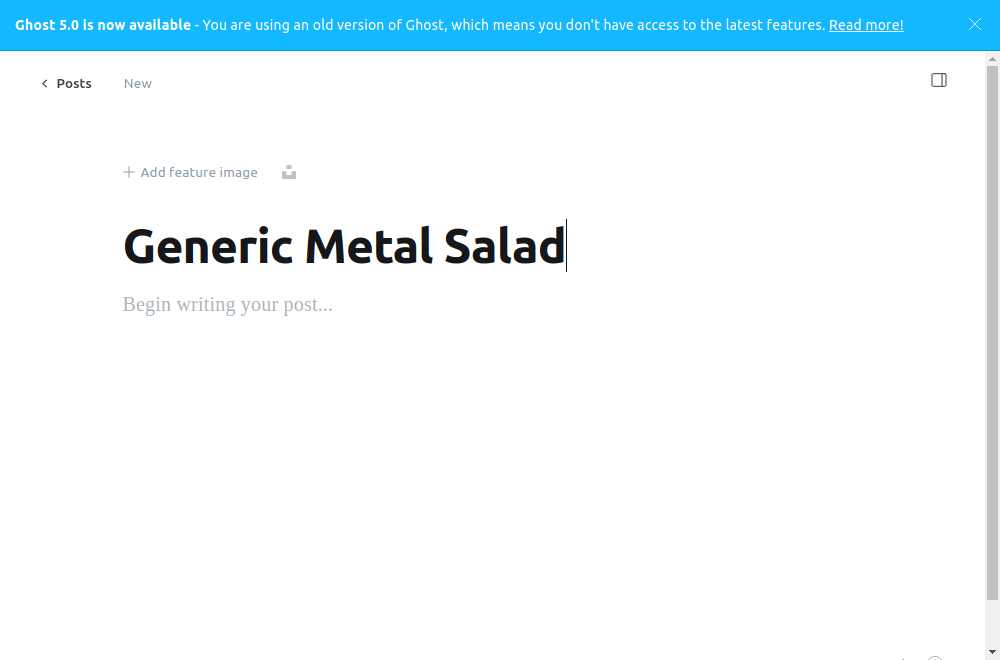 Ghost 5.0 is now available - You are using an old version of Ghost, which means you don't have access to the latest features. Read more!
Posts New
Add feature image
Generic Metal Salad
Begin writing your post...